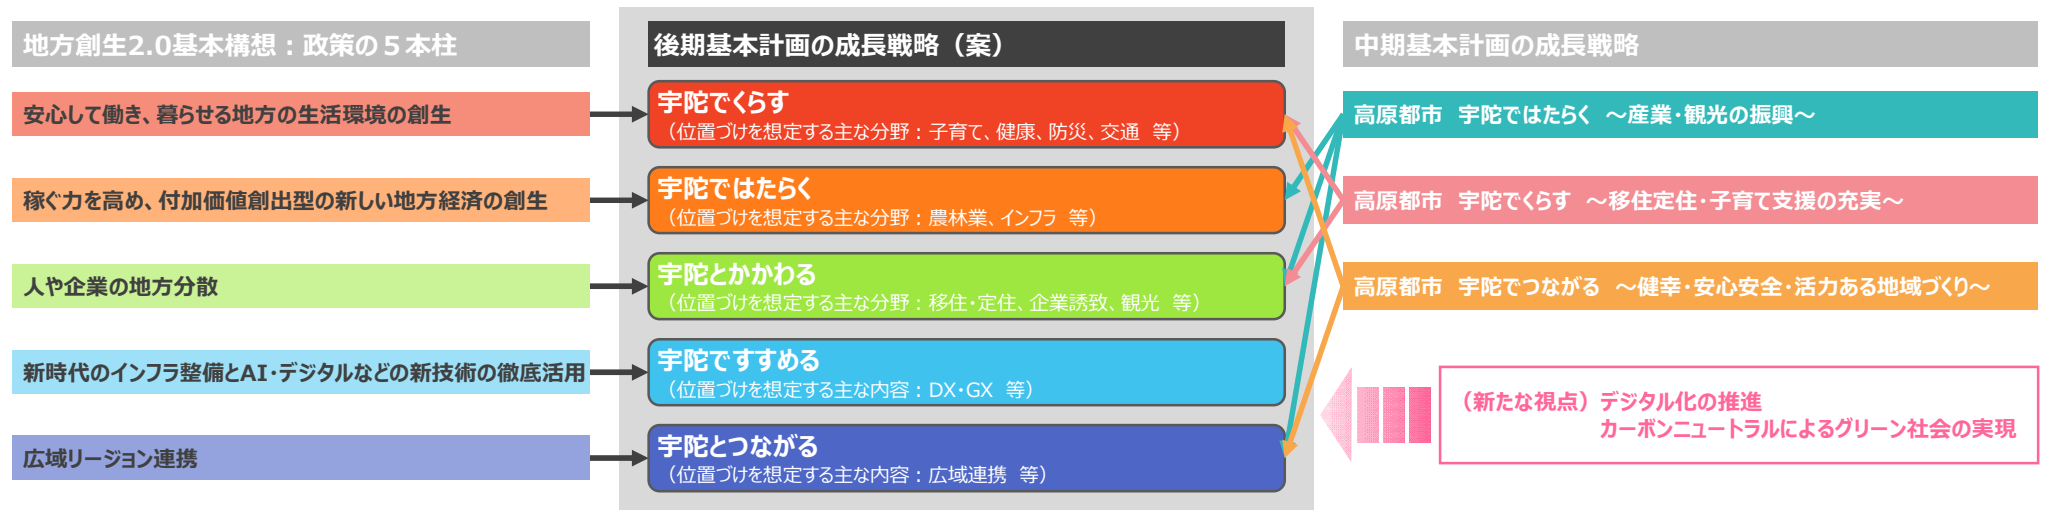 地方創生2.0基本構想：政策の５本柱
安心して働き、暮らせる地方の生活環境の創生
稼ぐ力を高め、付加価値創出型の新しい地方経済の創生
人や企業の地方分散
新時代のインフラ整備とAI・デジタルなどの新技術の徹底活用
広域リージョン連携
後期基本計画の成長戦略（案）
宇陀でくらす
（位置づけを想定する主な分野：子育て、健康、防災、交通　等）
宇陀ではたらく
（位置づけを想定する主な分野：農林業、インフラ　等）
宇陀とかかわる
（位置づけを想定する主な分野：移住・定住、企業誘致、観光　等）
宇陀ですすめる
（位置づけを想定する主な内容：DX・GX　等）
宇陀とつながる
（位置づけを想定する主な内容：広域連携　等）
中期基本計画の成長戦略
高原都市　宇陀ではたらく　～産業・観光の振興～
高原都市　宇陀でくらす　～移住定住・子育て支援の充実～
高原都市　宇陀でつながる　～健幸・安心安全・活力ある地域づくり～
（新たな視点）デジタル化の推進
カーボンニュートラルによるグリーン社会の実現